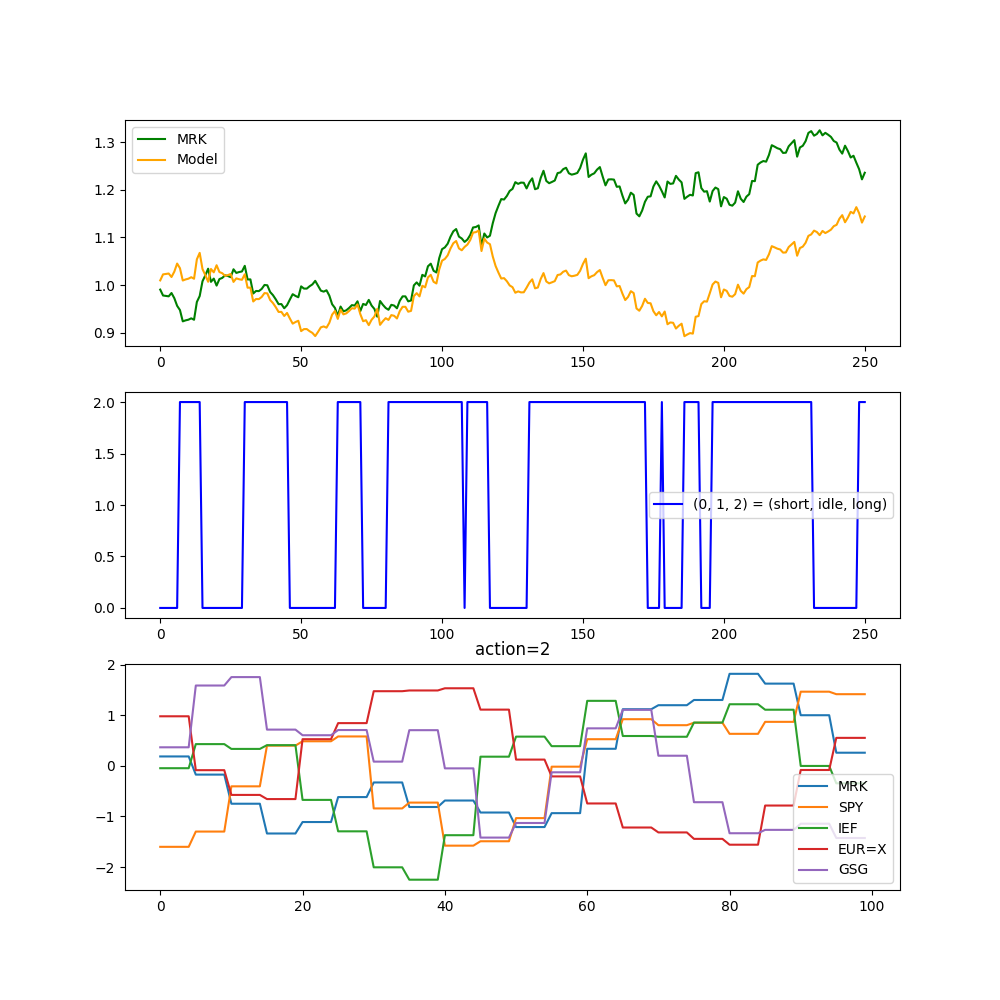 1.3
1.2
1.1
1.0
0.9
MRK
Model
0 50 100 150 200 250
2.0
1.5
1.0
0.5
0.0
(0, 1, 2) = (short, idle, long)
0 50 100 150 200 250
action=2
2
1
0
−1
−2
MRK
SPY
IEF
EUR=X
GSG
0 20 40 60 80 100